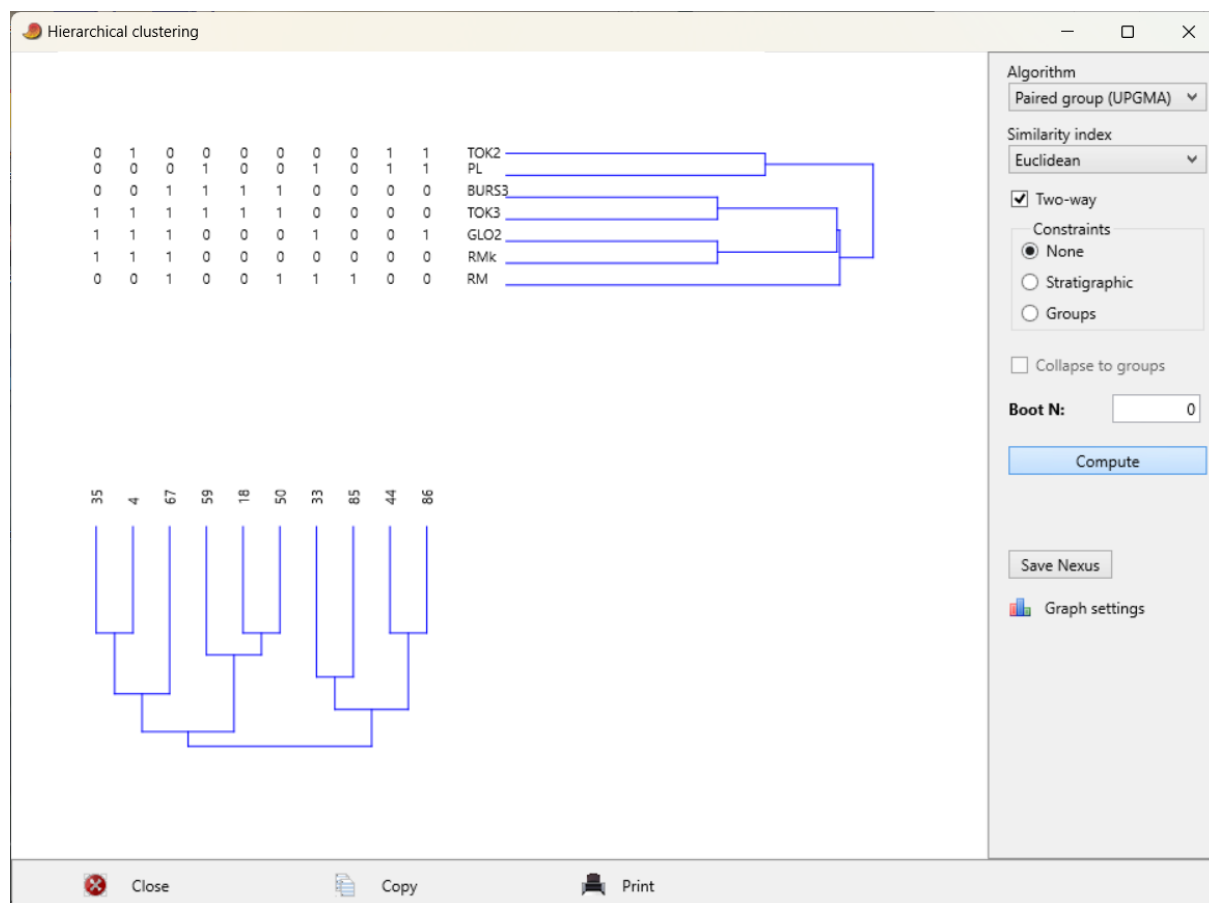 Hierarchical clustering
Algorithm
Paired group (UPGMA)
Similarity index
Euclidean
Two-way
Constraints
None
Stratigraphic
Groups
Collapse to groups
Boot N: 0
Compute
Save Nexus
Graph settings
0 1 0 0 0 0 0 0 1 1 TOK2
0 0 0 1 0 0 1 0 1 1 PL
0 0 1 1 1 1 0 0 0 0 BURS3
1 1 1 1 1 1 0 0 0 0 TOK3
1 1 1 0 0 0 1 0 0 1 GLO2
1 1 1 0 0 0 0 0 0 0 RMk
0 0 1 0 0 1 1 1 0 0 RM
35 4 67 59 18 50 33 85 44 86
Close Copy Print